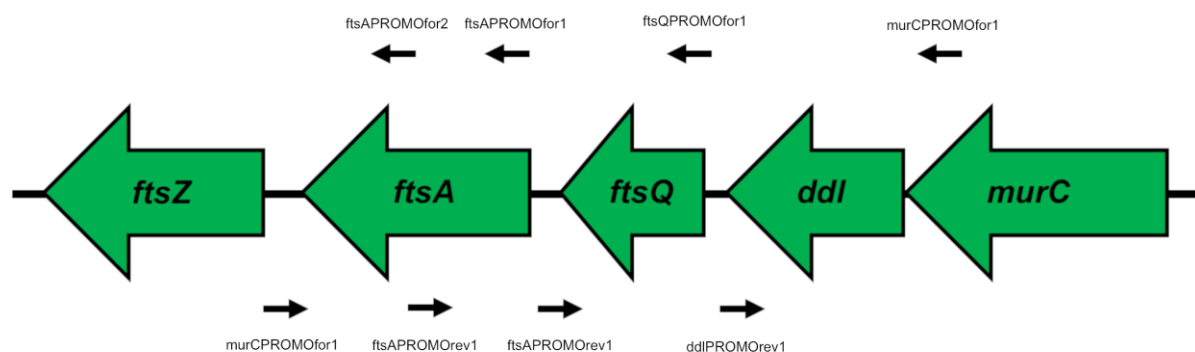 ftsAPROMOfor2
ftsAPROMOfor1
ftsQPROMOfor1
murCPROMOfor1
ftsZ
ftsA
ftsQ
ddl
murC
murCPROMOfor1
ftsAPROMOrev1
ftsAPROMOrev1
ddlPROMOrev1